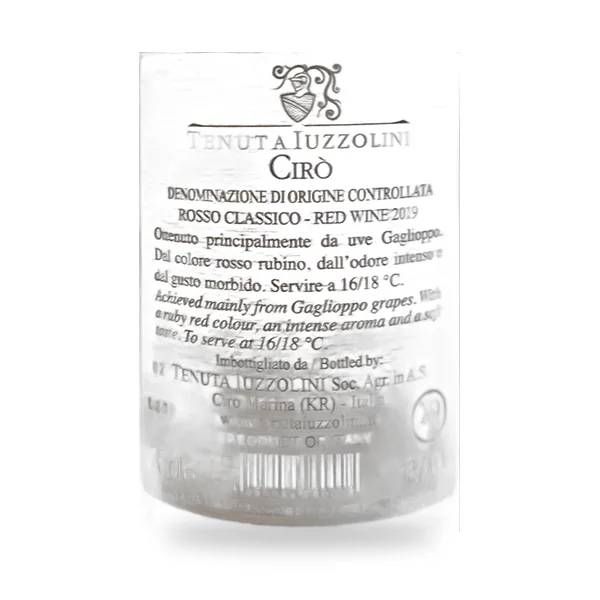 TENUTA IUZZOLINI
CIRÒ
DENOMINAZIONE DI ORIGINE CONTROLLATA
ROSSO CLASSICO - RED WINE 2019
Ottenuto principalmente da uve Gaglioppo.
Dal colore rosso rubino, dall'odore intenso e
dal gusto morbido. Servire a 16/18 °C.
Achieved mainly from Gaglioppo grapes. With
a ruby red colour, an intense aroma and a
taste. To serve at 16/18 °C.
Imbottigliato da / Bottled by:
TENUTA IUZZOLINI Soc. Agr. in A.S.
Cirò Marina (KR) - Italia
PRODUCT OF ITALY